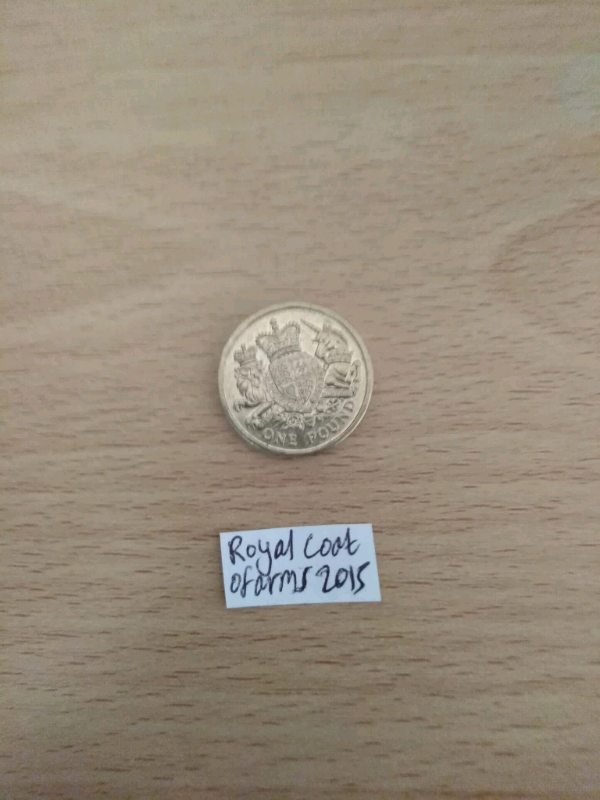 ONE POUND
Royal Coat
of arms 2015